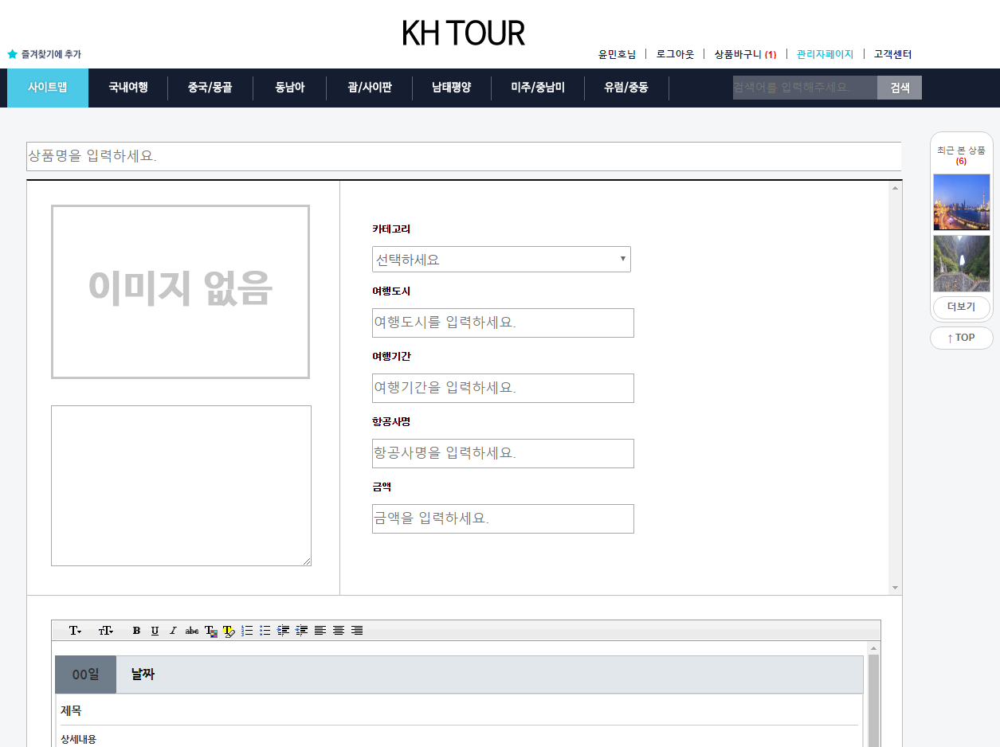 KH TOUR
즐겨찾기에 추가
윤민호님 로그아웃 상품바구니 (1) 관리자페이지 고객센터
사이트맵 국내여행 중국/몽골 동남아 괌/사이판 남태평양 미주/중남미 유럼/중동 검색어를 입력해주세요. 검색
상품명을 입력하세요.
최근 본 상품
(6)
더보기
↑ TOP
이미지 없음
카테고리
선택하세요
여행도시
여행도시를 입력하세요.
여행기간
여행기간을 입력하세요.
항공사명
항공사명을 입력하세요.
금액
금액을 입력하세요.
T T B U I abc T T
00일 날짜
제목
상세내용